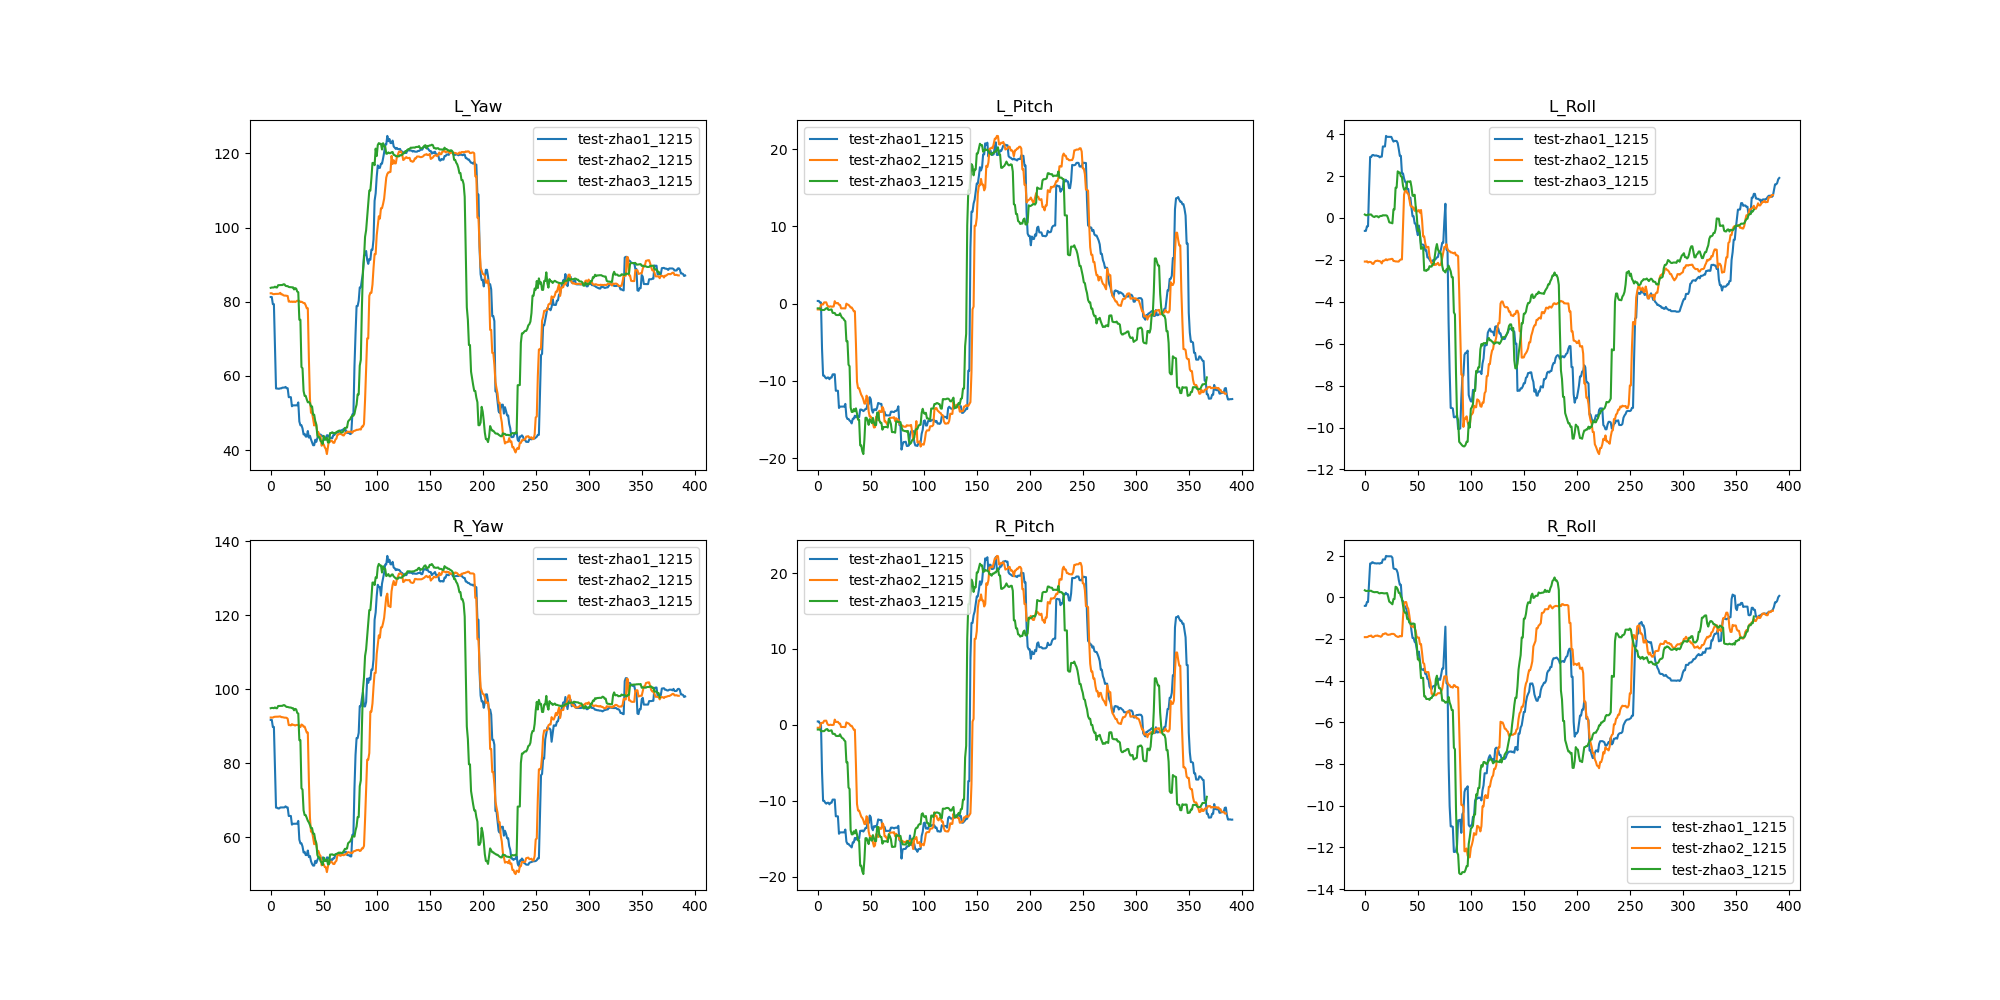 L_Yaw
120
100
80
60
40
0 50 100 150 200 250 300 350 400
test-zhao1_1215
test-zhao2_1215
test-zhao3_1215
L_Pitch
20
10
0
−10
−20
0 50 100 150 200 250 300 350 400
test-zhao1_1215
test-zhao2_1215
test-zhao3_1215
L_Roll
4
2
0
−2
−4
−6
−8
−10
−12
0 50 100 150 200 250 300 350 400
test-zhao1_1215
test-zhao2_1215
test-zhao3_1215
R_Yaw
140
120
100
80
60
0 50 100 150 200 250 300 350 400
test-zhao1_1215
test-zhao2_1215
test-zhao3_1215
R_Pitch
20
10
0
−10
−20
0 50 100 150 200 250 300 350 400
test-zhao1_1215
test-zhao2_1215
test-zhao3_1215
R_Roll
2
0
−2
−4
−6
−8
−10
−12
−14
0 50 100 150 200 250 300 350 400
test-zhao1_1215
test-zhao2_1215
test-zhao3_1215